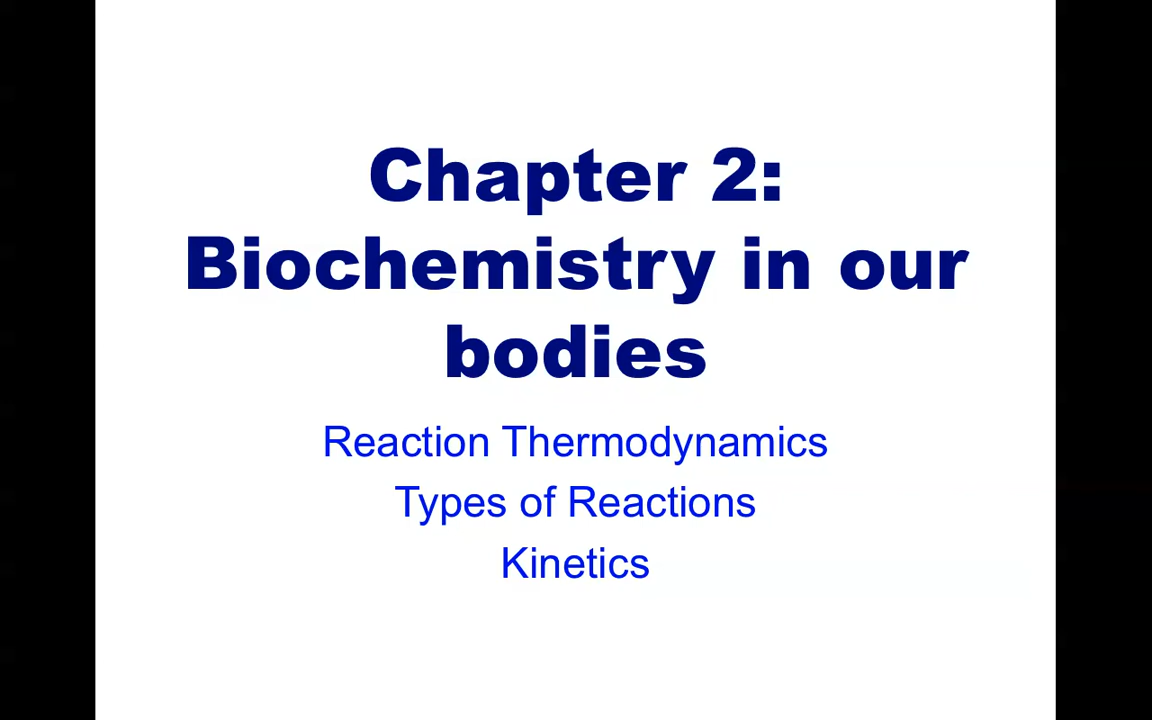 Chapter 2:
Biochemistry in our
bodies
Reaction Thermodynamics
Types of Reactions
Kinetics